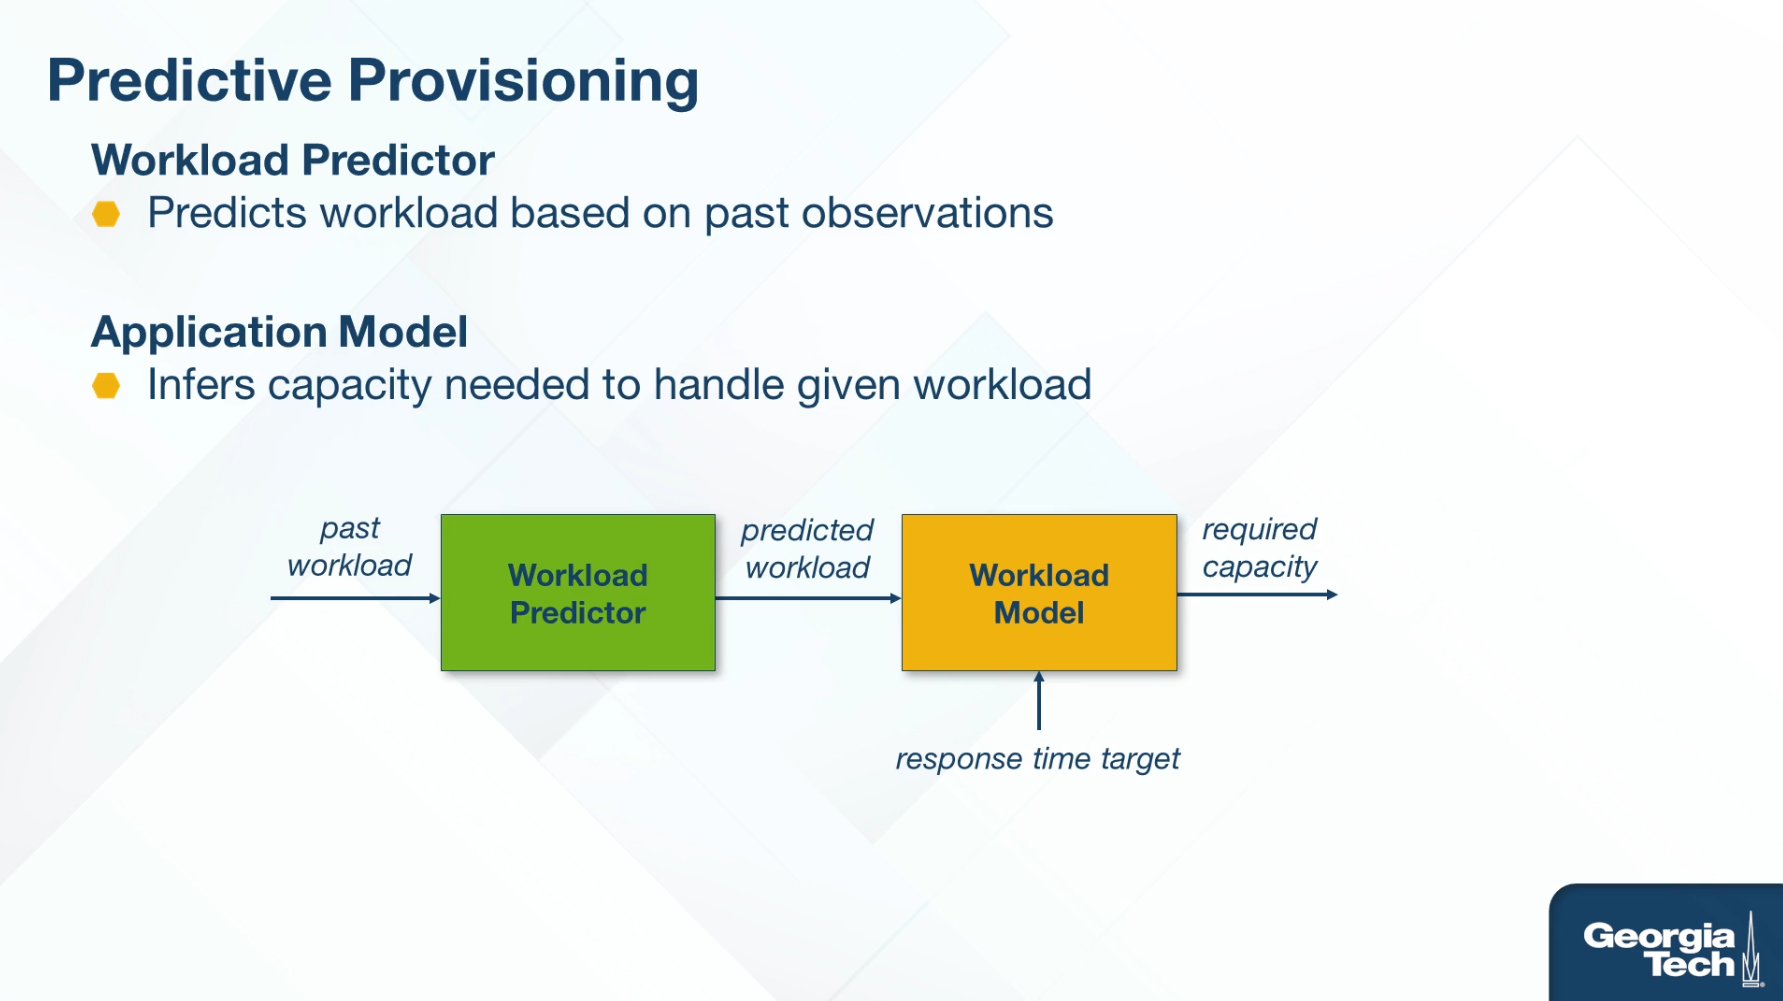 Predictive Provisioning
Workload Predictor
Predicts workload based on past observations
Application Model
Infers capacity needed to handle given workload
past
workload
Workload
Predictor
predicted
workload
Workload
Model
required
capacity
response time target
Georgia
Tech